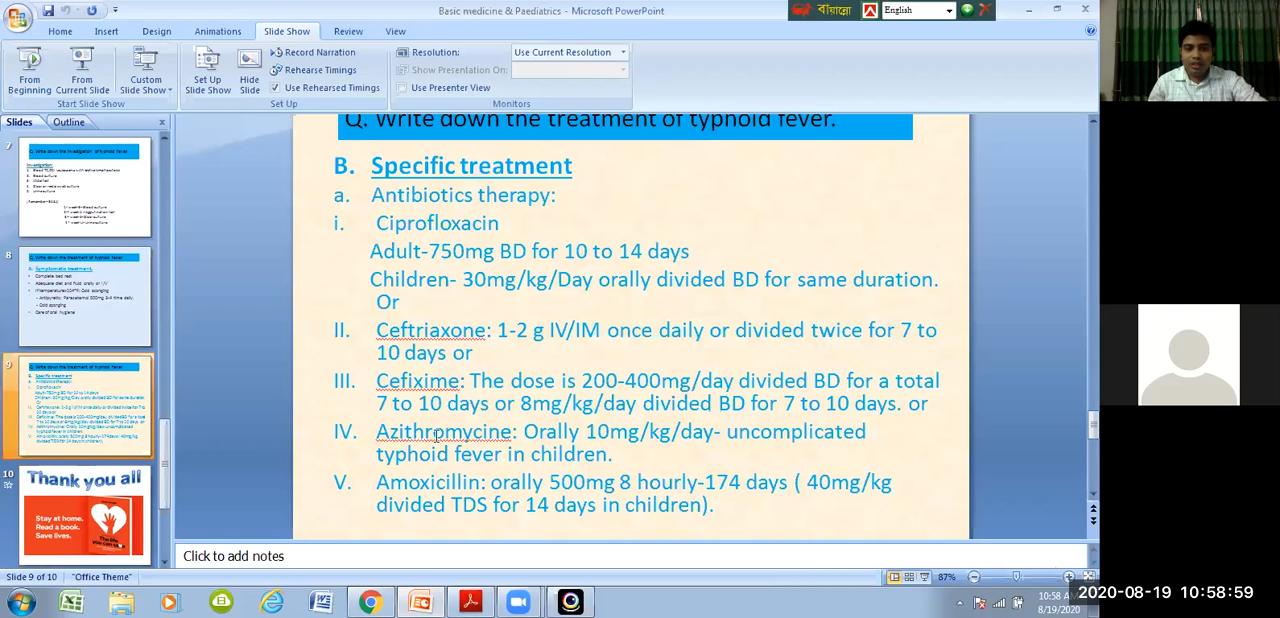 Basic medicine & Paediatrics - Microsoft PowerPoint
বায়ান্নো
English
Home Insert Design Animations Slide Show Review View
From Beginning
From Current Slide
Custom Slide Show
Set Up Slide Show
Hide Slide
Record Narration
Rehearse Timings
Use Rehearsed Timings
Resolution: Use Current Resolution
Show Presentation On:
Use Presenter View
Start Slide Show Set Up Monitors
Slides Outline
7
8
9
10
Q. Write down the treatment of typhoid fever.
B. Specific treatment
a. Antibiotics therapy:
i. Ciprofloxacin
Adult-750mg BD for 10 to 14 days
Children- 30mg/kg/Day orally divided BD for same duration.
Or
II. Ceftriaxone: 1-2 g IV/IM once daily or divided twice for 7 to
10 days or
III. Cefixime: The dose is 200-400mg/day divided BD for a total
7 to 10 days or 8mg/kg/day divided BD for 7 to 10 days. or
IV. Azithromycine: Orally 10mg/kg/day- uncomplicated
typhoid fever in children.
V. Amoxicillin: orally 500mg 8 hourly-174 days ( 40mg/kg
divided TDS for 14 days in children).
Thank you all
Stay at home.
Read a book.
Save lives.
Click to add notes
Slide 9 of 10 "Office Theme" 87%
10:58 AM
8/19/2020
2020-08-19 10:58:59